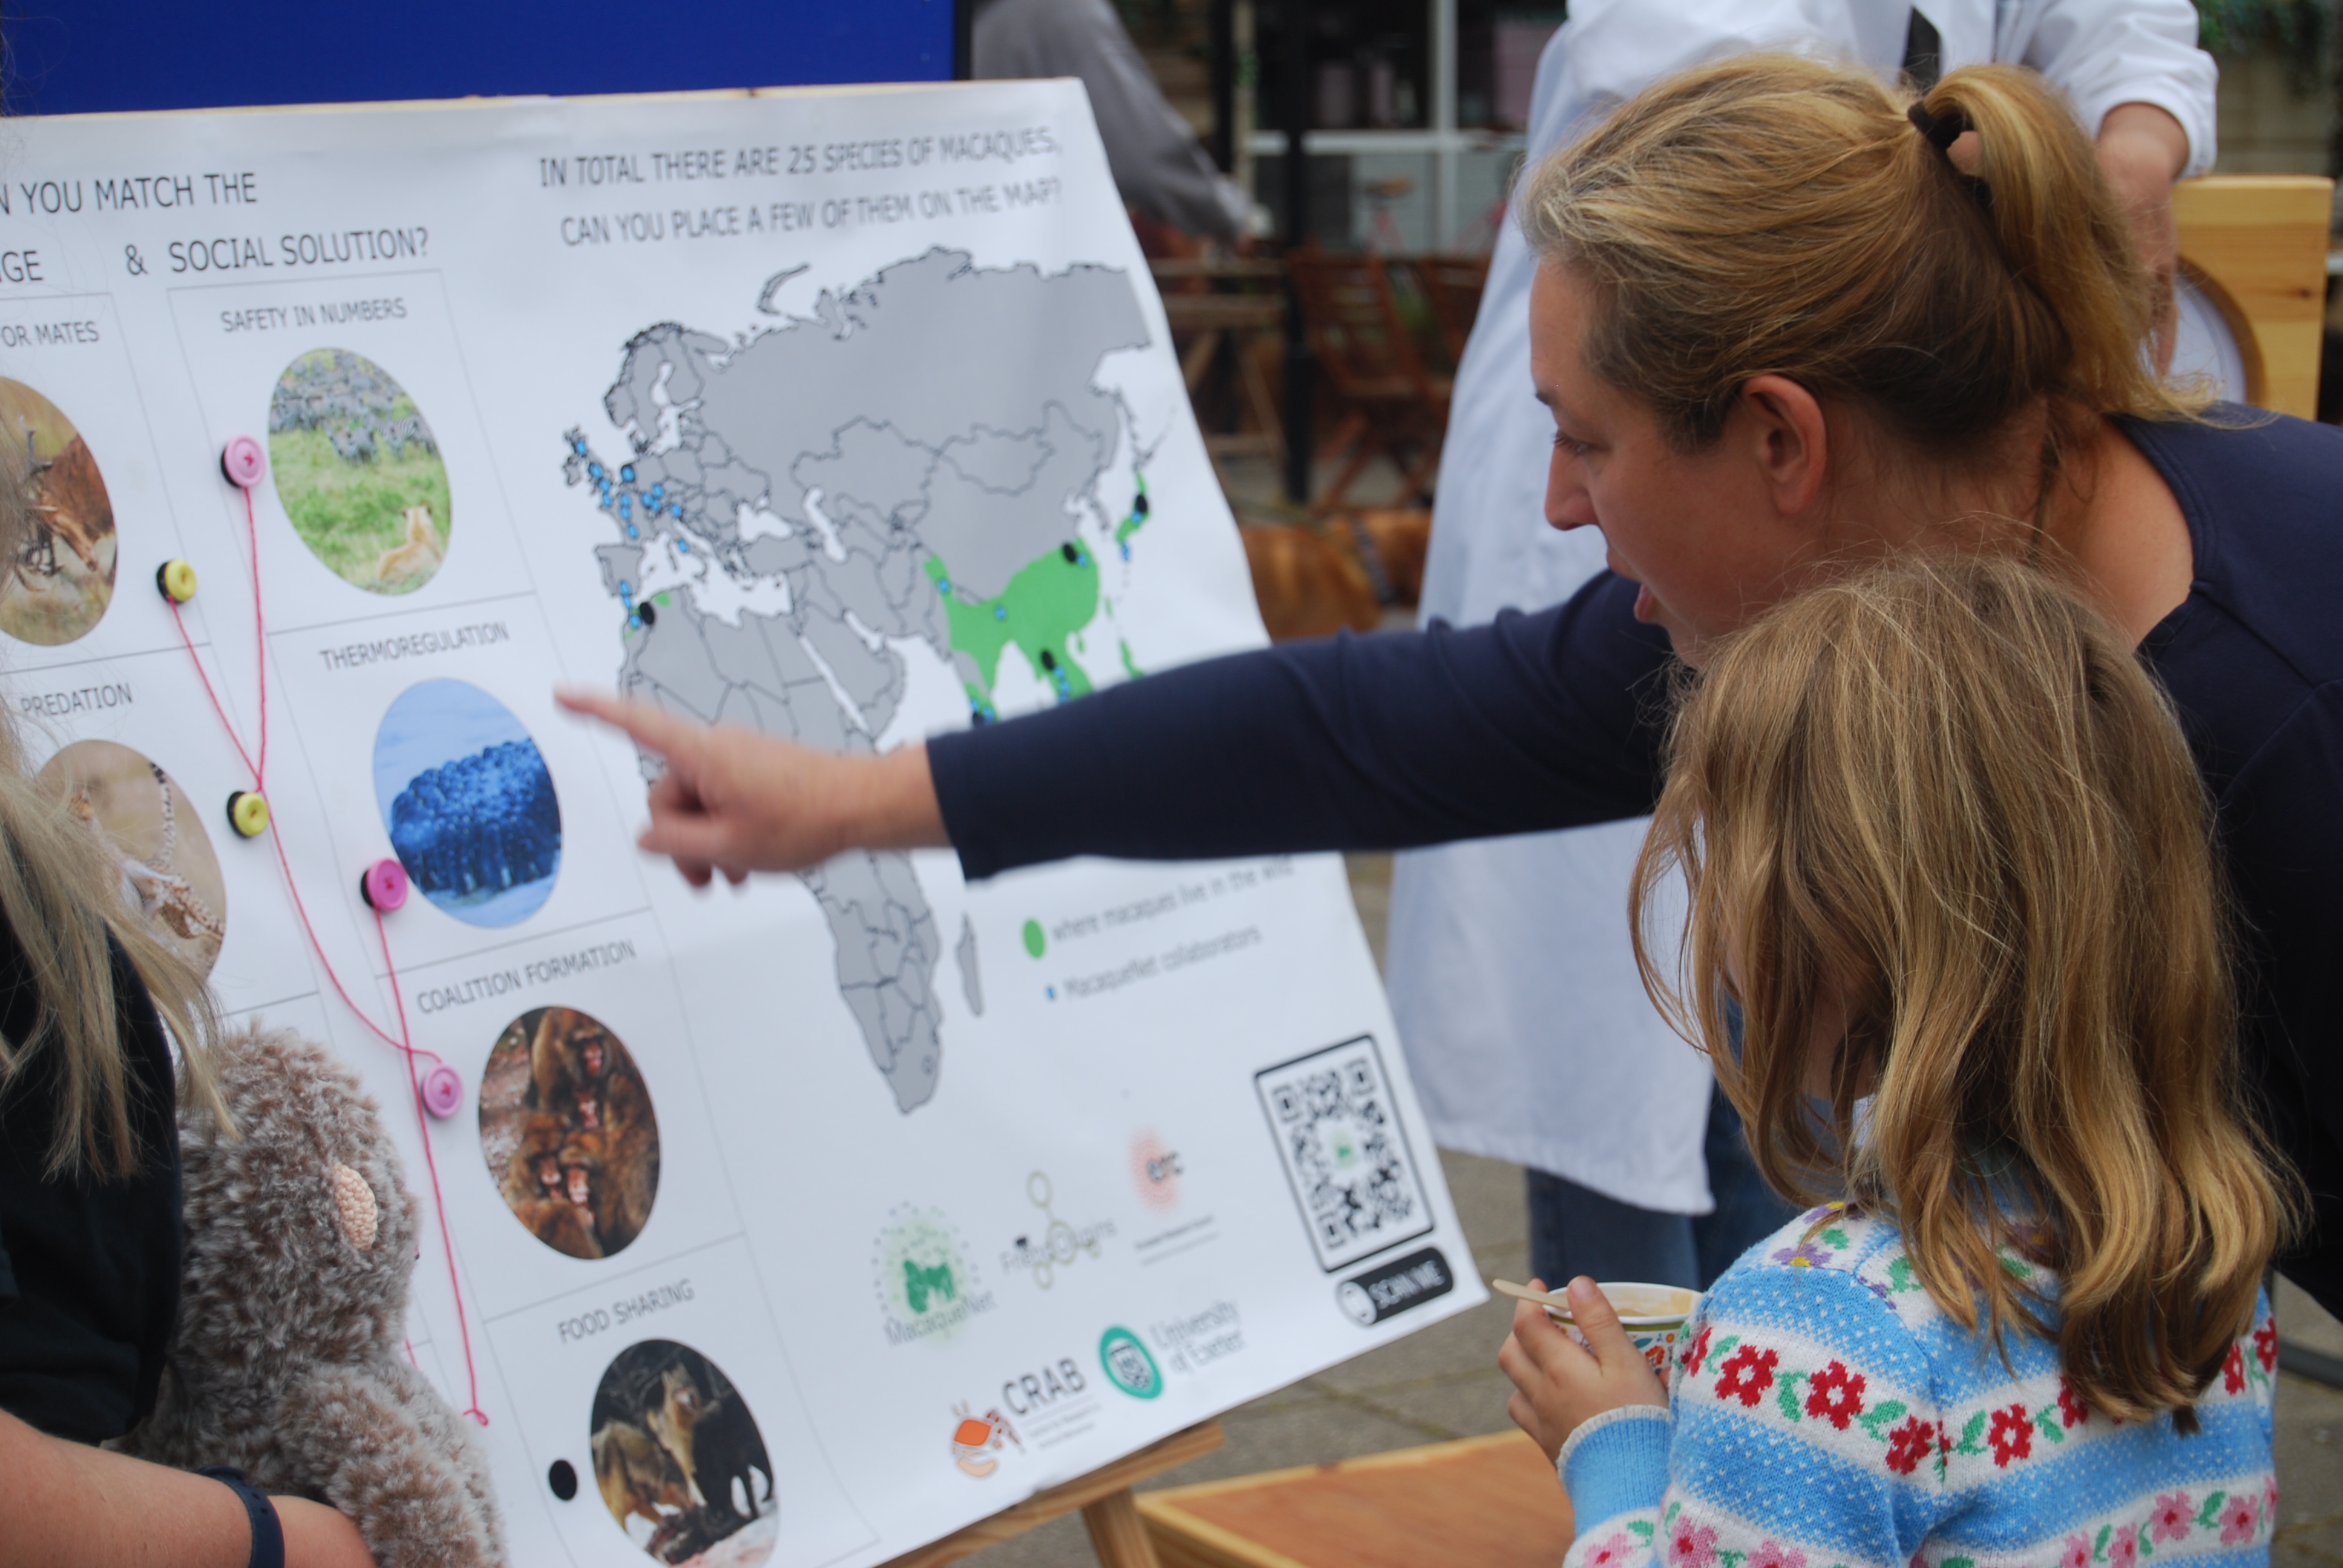 N YOU MATCH THE
GE & SOCIAL SOLUTION?
OR MATES
SAFETY IN NUMBERS
PREDATION
THERMOREGULATION
COALITION FORMATION
FOOD SHARING
IN TOTAL THERE ARE 25 SPECIES OF MACAQUES,
CAN YOU PLACE A FEW OF THEM ON THE MAP?
where macaques live in the wild
MacaqueNet collaborators
MacaqueNet
erc
CRAB
University
of Exeter
SCAN ME